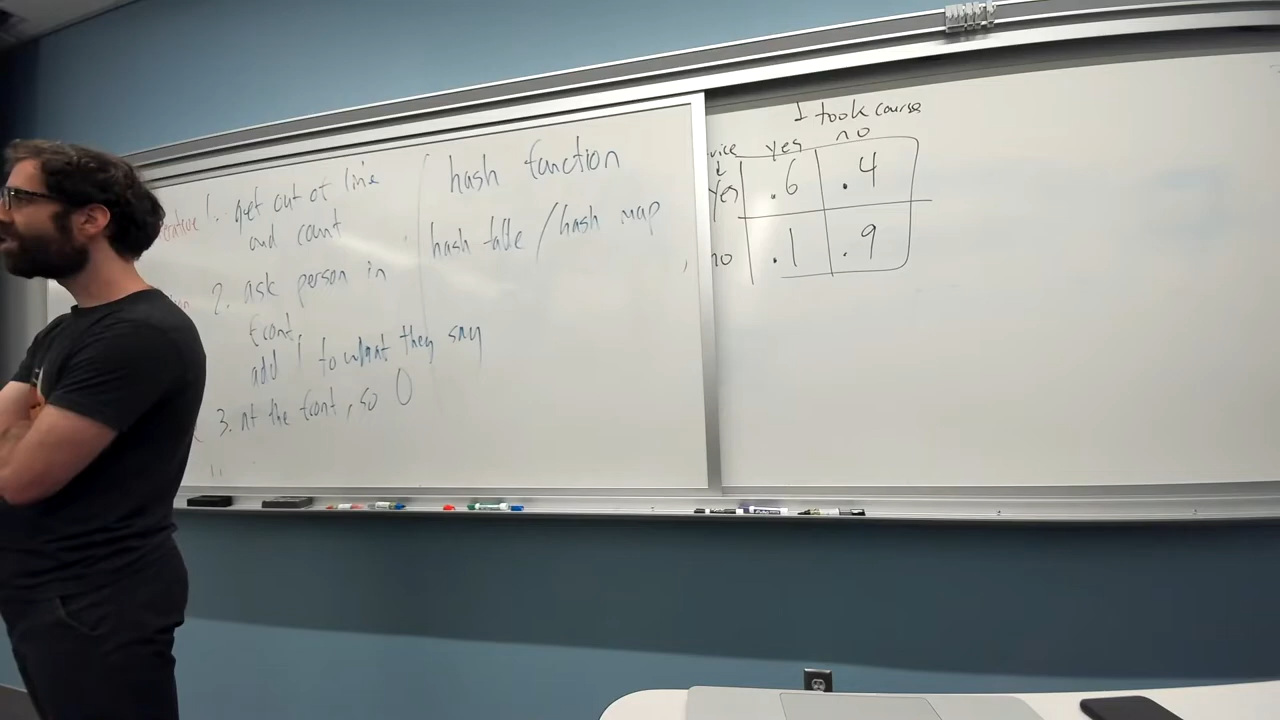 1. get out of line
and count
2. ask person in
front,
add 1 to what they say
3. At the front, so 0
hash function
hash table / hash map
I took course
yes no
yes .6 .4
no .1 .9